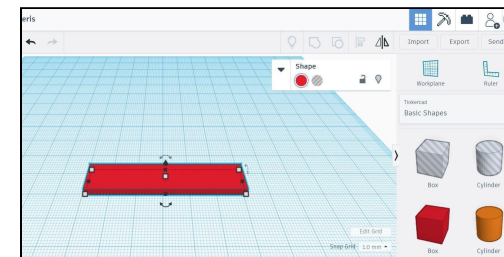 eris
Import Export Send
Shape
Workplane Ruler
Tinkercad
Basic Shapes
Box Cylinder
Edit Grid
Snap Grid 1.0 mm
Box Cylinder